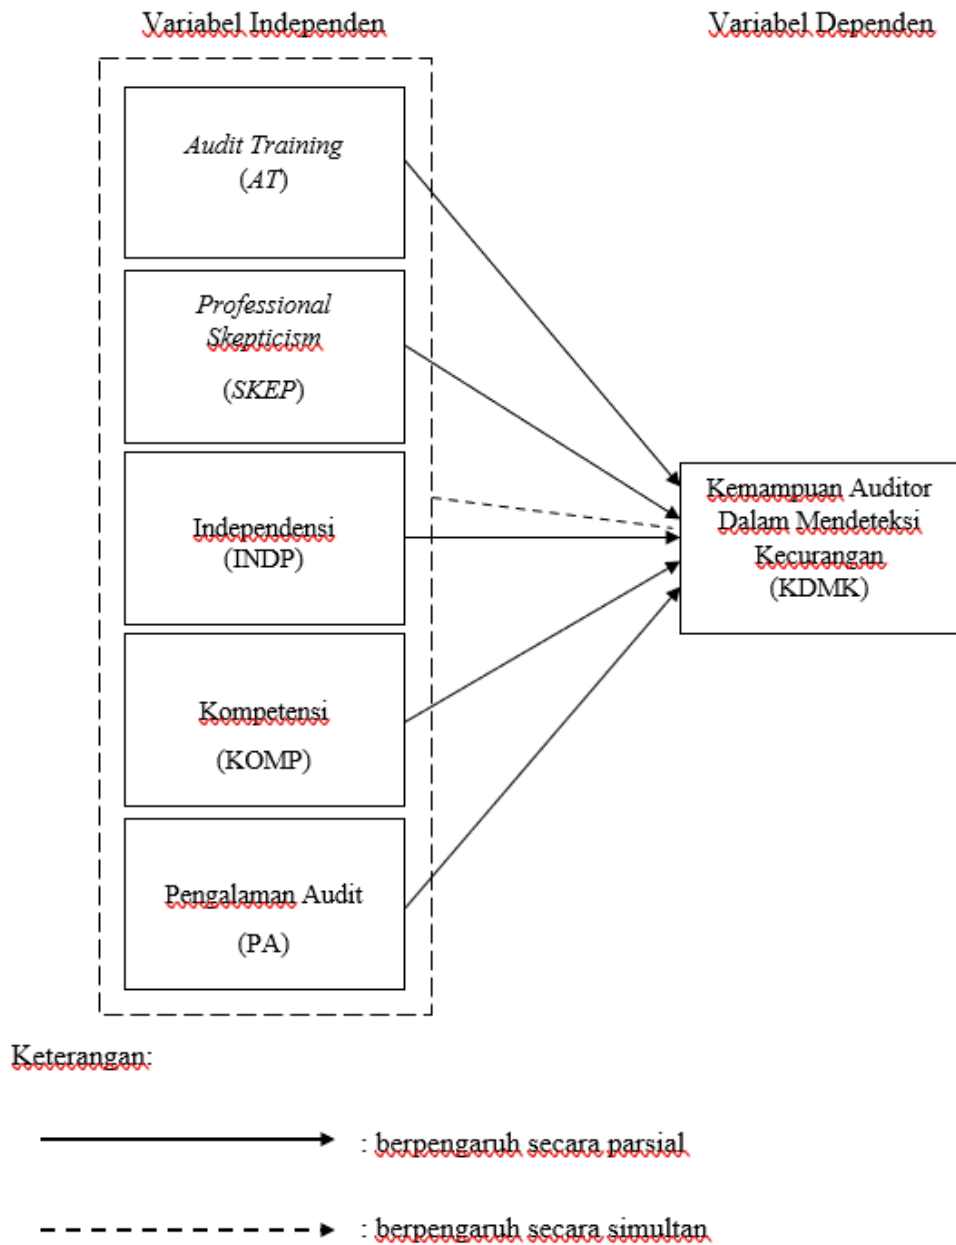 Variabel Independen
Variabel Dependen
Audit Training
(AT)
Professional
Skepticism
(SKEP)
Independensi
(INDP)
Kompetensi
(KOMP)
Pengalaman Audit
(PA)
Kemampuan Auditor
Dalam Mendeteksi
Kecurangan
(KDMK)
Keterangan:
: berpengaruh secara parsial
: berpengaruh secara simultan